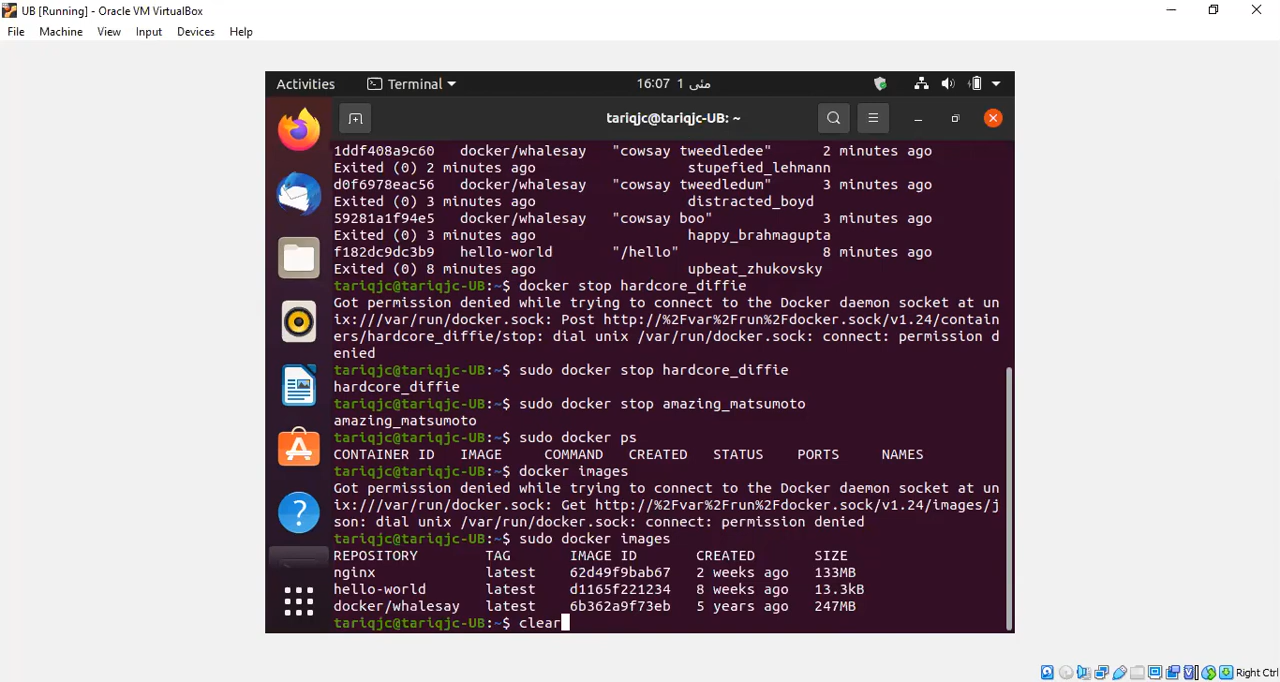 UB [Running] - Oracle VM VirtualBox
File Machine View Input Devices Help
Activities Terminal 16:07 1 مئی
tariqjc@tariqjc-UB: ~
1ddf408a9c60 docker/whalesay "cowsay tweedledee" 2 minutes ago
Exited (0) 2 minutes ago stupefied_lehmann
d0f6978eac56 docker/whalesay "cowsay tweedledum" 3 minutes ago
Exited (0) 3 minutes ago distracted_boyd
59281a1f94e5 docker/whalesay "cowsay boo" 3 minutes ago
Exited (0) 3 minutes ago happy_brahmagupta
f182dc9dc3b9 hello-world "/hello" 8 minutes ago
Exited (0) 8 minutes ago upbeat_zhukovsky
tariqjc@tariqjc-UB:~$ docker stop hardcore_diffie
Got permission denied while trying to connect to the Docker daemon socket at un
ix:///var/run/docker.sock: Post http://%2Fvar%2Frun%2Fdocker.sock/v1.24/contain
ers/hardcore_diffie/stop: dial unix /var/run/docker.sock: connect: permission d
enied
tariqjc@tariqjc-UB:~$ sudo docker stop hardcore_diffie
hardcore_diffie
tariqjc@tariqjc-UB:~$ sudo docker stop amazing_matsumoto
amazing_matsumoto
tariqjc@tariqjc-UB:~$ sudo docker ps
CONTAINER ID IMAGE COMMAND CREATED STATUS PORTS NAMES
tariqjc@tariqjc-UB:~$ docker images
Got permission denied while trying to connect to the Docker daemon socket at un
ix:///var/run/docker.sock: Get http://%2Fvar%2Frun%2Fdocker.sock/v1.24/images/j
son: dial unix /var/run/docker.sock: connect: permission denied
tariqjc@tariqjc-UB:~$ sudo docker images
REPOSITORY TAG IMAGE ID CREATED SIZE
nginx latest 62d49f9bab67 2 weeks ago 133MB
hello-world latest d1165f221234 8 weeks ago 13.3kB
docker/whalesay latest 6b362a9f73eb 5 years ago 247MB
tariqjc@tariqjc-UB:~$ clear
Right Ctrl